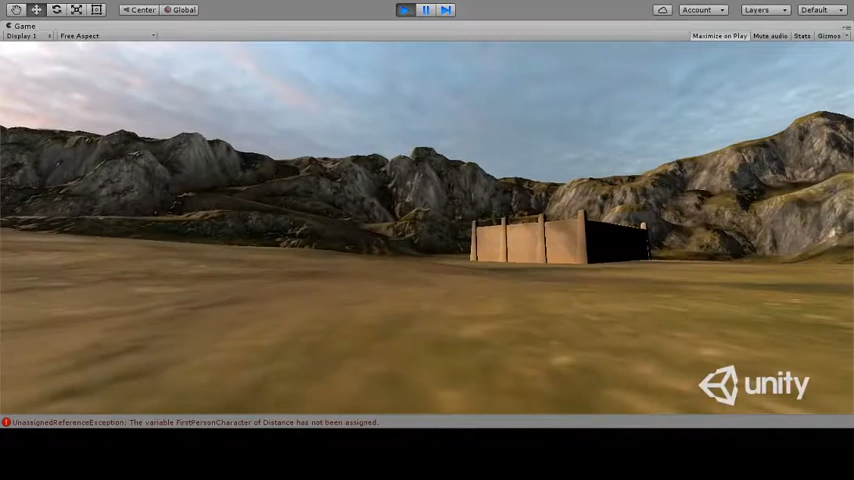 Center Global Account Layers Default
Game
Display 1 Free Aspect Maximize on Play Mute audio Stats Gizmos
unity
UnassignedReferenceException: The variable FirstPersonCharacter of Distance has not been assigned.